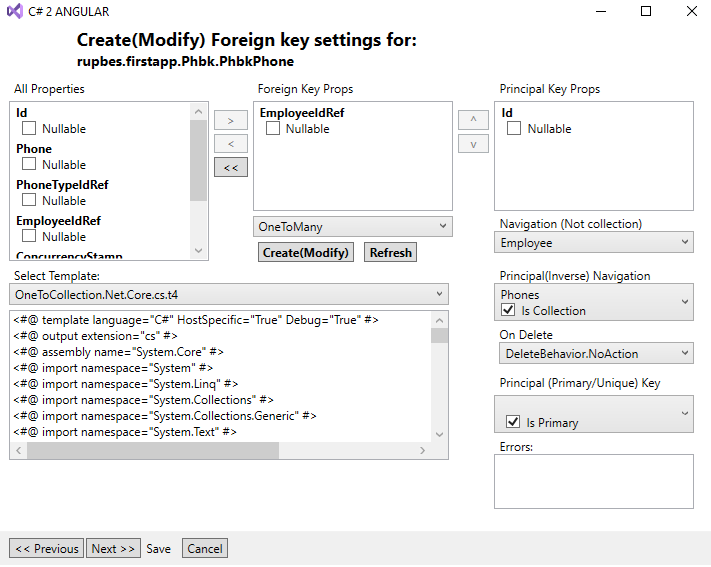 C# 2 ANGULAR
Create(Modify) Foreign key settings for:
rupbes.firstapp.Phbk.PhbkPhone
All Properties
Id
Nullable
Phone
Nullable
PhoneTypeIdRef
Nullable
EmployeeIdRef
Nullable
ConcurrencyStamp
>
<
<<
Foreign Key Props
EmployeeIdRef
Nullable
OneToMany
Create(Modify)
Refresh
^
v
Principal Key Props
Id
Nullable
Navigation (Not collection)
Employee
Principal(Inverse) Navigation
Phones
Is Collection
On Delete
DeleteBehavior.NoAction
Principal (Primary/Unique) Key
Is Primary
Errors:
Select Template:
OneToCollection.Net.Core.cs.t4
<#@ template language="C#" HostSpecific="True" Debug="True" #>
<#@ output extension="cs" #>
<#@ assembly name="System.Core" #>
<#@ import namespace="System" #>
<#@ import namespace="System.Linq" #>
<#@ import namespace="System.Collections" #>
<#@ import namespace="System.Collections.Generic" #>
<#@ import namespace="System.Text" #>
<< Previous
Next >>
Save
Cancel